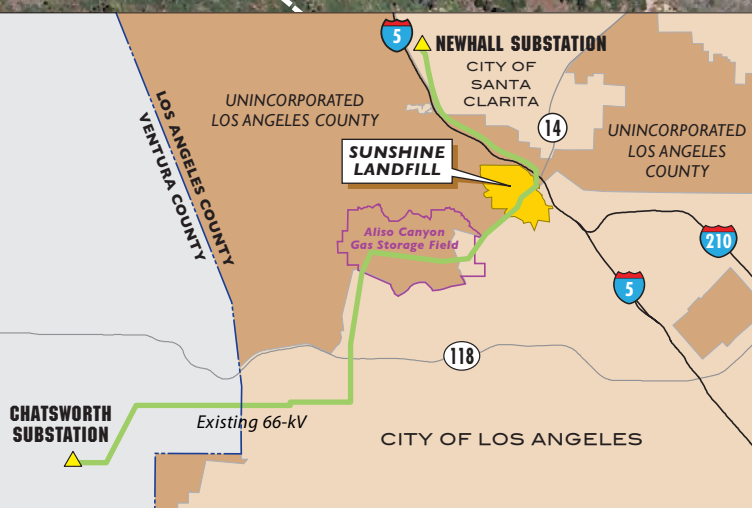 5
NEWHALL SUBSTATION
CITY OF
SANTA
CLARITA
14
UNINCORPORATED
LOS ANGELES COUNTY
UNINCORPORATED
LOS ANGELES
COUNTY
LOS ANGELES COUNTY
VENTURA COUNTY
SUNSHINE
LANDFILL
Aliso Canyon
Gas Storage Field
210
5
118
CHATSWORTH
SUBSTATION
Existing 66-kV
CITY OF LOS ANGELES